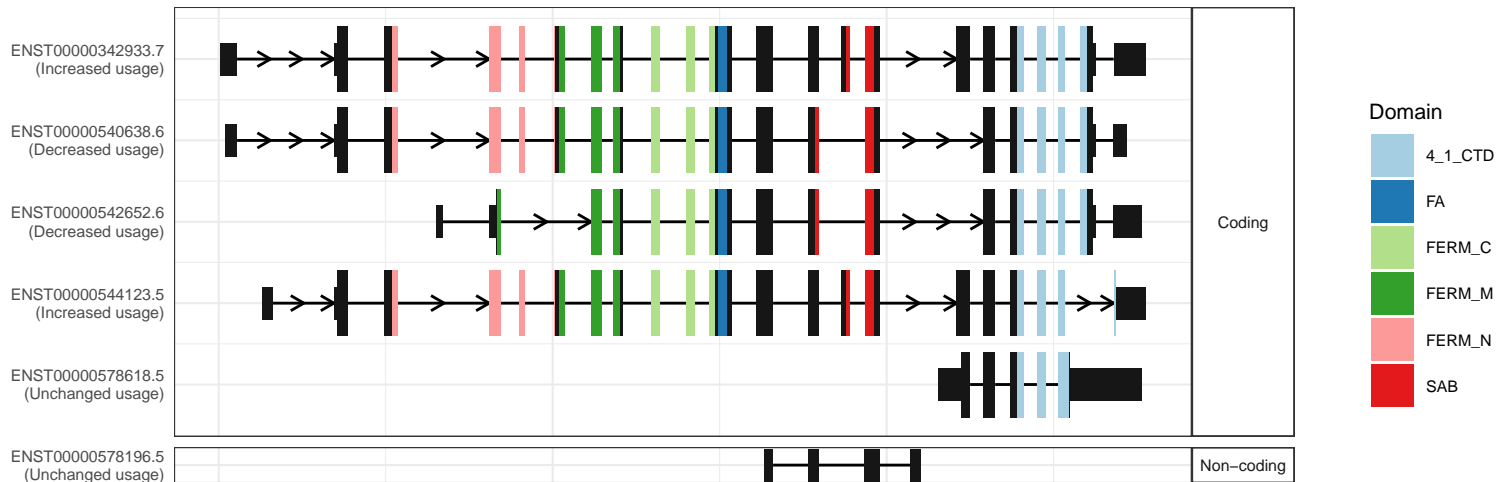 ENST00000342933.7
(Increased usage)
ENST00000540638.6
(Decreased usage)
ENST00000542652.6
(Decreased usage)
ENST00000544123.5
(Increased usage)
ENST00000578618.5
(Unchanged usage)
ENST00000578196.5
(Unchanged usage)
Coding
Non−coding
Domain
4_1_CTD
FA
FERM_C
FERM_M
FERM_N
SAB